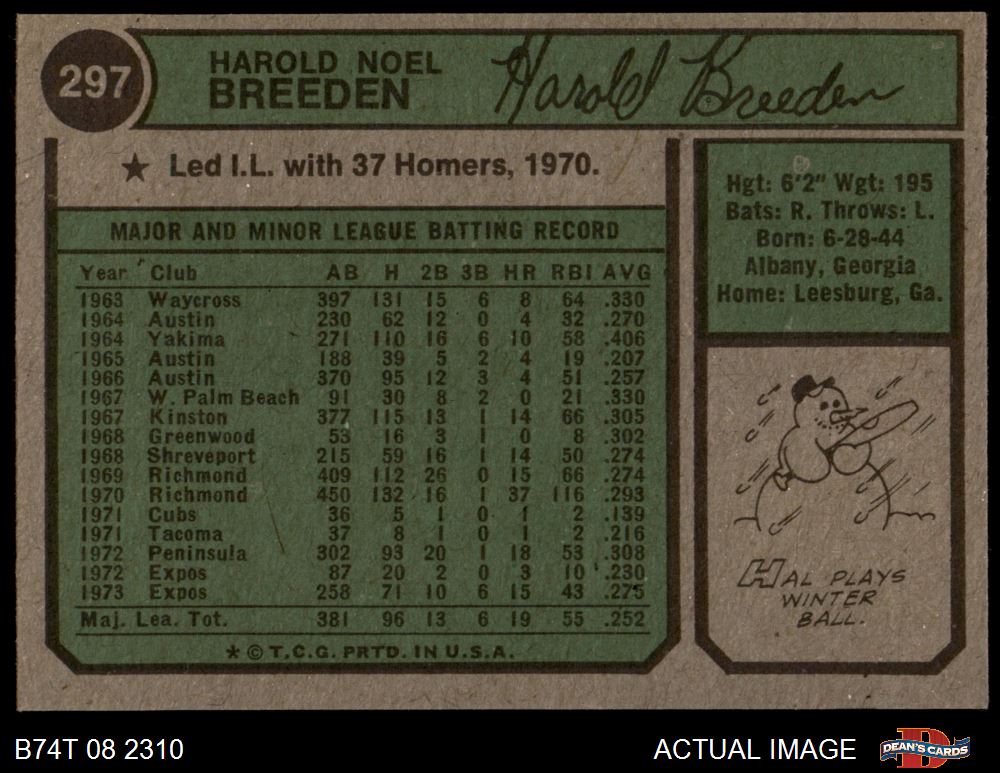 297
HAROLD NOEL
BREEDEN
Harold Breeden
★ Led I.L. with 37 Homers, 1970.
MAJOR AND MINOR LEAGUE BATTING RECORD
Year Club AB H 2B 3B HR RBI AVG
1963 Waycross 397 131 15 6 8 64 .330
1964 Austin 230 62 12 0 4 32 .270
1964 Yakima 271 110 16 6 10 58 .406
1965 Austin 188 39 5 2 4 19 .207
1966 Austin 370 95 12 3 4 51 .257
1967 W. Palm Beach 91 30 8 2 0 21 .330
1967 Kinston 377 115 13 1 14 66 .305
1968 Greenwood 53 16 3 1 0 8 .302
1968 Shreveport 215 59 16 1 14 50 .274
1969 Richmond 409 112 26 0 15 66 .274
1970 Richmond 450 132 16 1 37 116 .293
1971 Cubs 36 5 1 0 1 2 .139
1971 Tacoma 37 8 1 0 1 2 .216
1972 Peninsula 302 93 20 1 18 53 .308
1972 Expos 87 20 2 0 3 10 .230
1973 Expos 258 71 10 6 15 43 .275
Maj. Lea. Tot. 381 96 13 6 19 55 .252
★ © T.C.G. PRTD. IN U.S.A.
Hgt: 6'2" Wgt: 195
Bats: R. Throws: L.
Born: 6-28-44
Albany, Georgia
Home: Leesburg, Ga.
HAL PLAYS
WINTER
BALL.
B74T 08 2310
ACTUAL IMAGE
DEAN'S CARDS